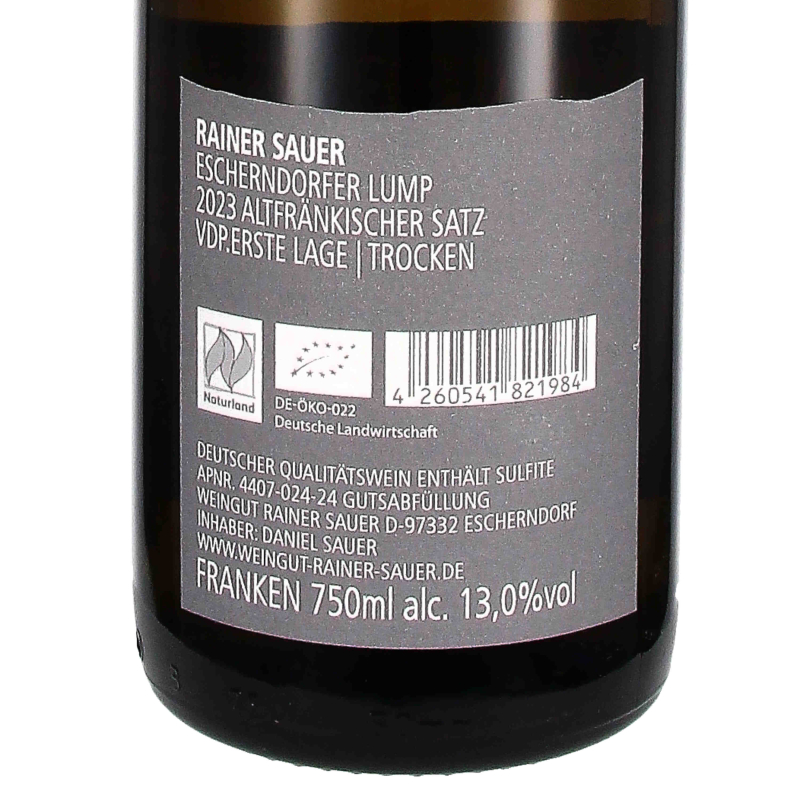 RAINER SAUER
ESCHERNDORFER LUMP
2023 ALTFRÄNKISCHER SATZ
VDP.ERSTE LAGE | TROCKEN
Naturland
DE-ÖKO-022
Deutsche Landwirtschaft
4 260541 821984
DEUTSCHER QUALITÄTSWEIN ENTHÄLT SULFITE
APNR. 4407-024-24 GUTSABFÜLLUNG
WEINGUT RAINER SAUER D-97332 ESCHERNDORF
INHABER: DANIEL SAUER
WWW.WEINGUT-RAINER-SAUER.DE
FRANKEN 750ml alc. 13,0%vol